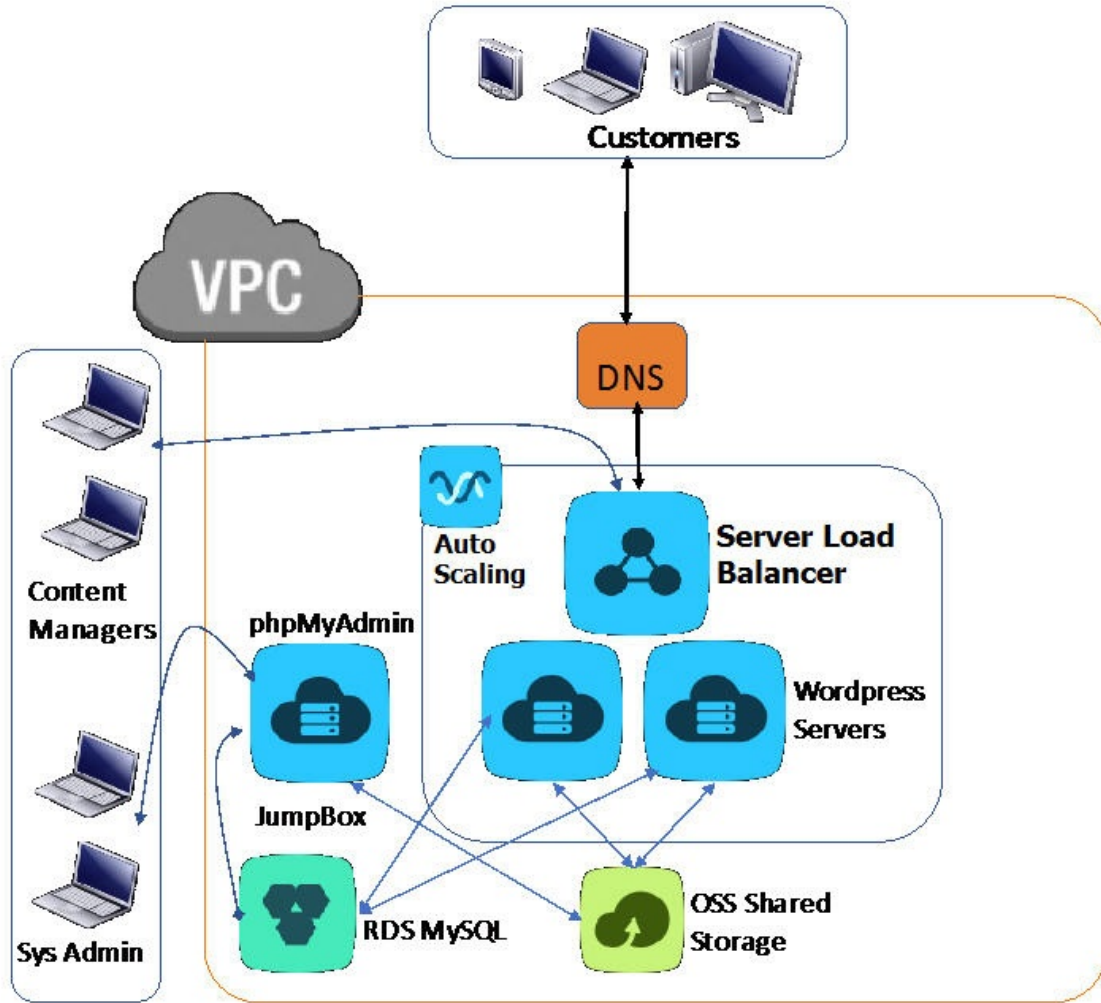 Customers
VPC
DNS
Auto
Scaling
Server Load
Balancer
Content
Managers
phpMyAdmin
Wordpress
Servers
JumpBox
RDS MySQL
OSS Shared
Storage
Sys Admin